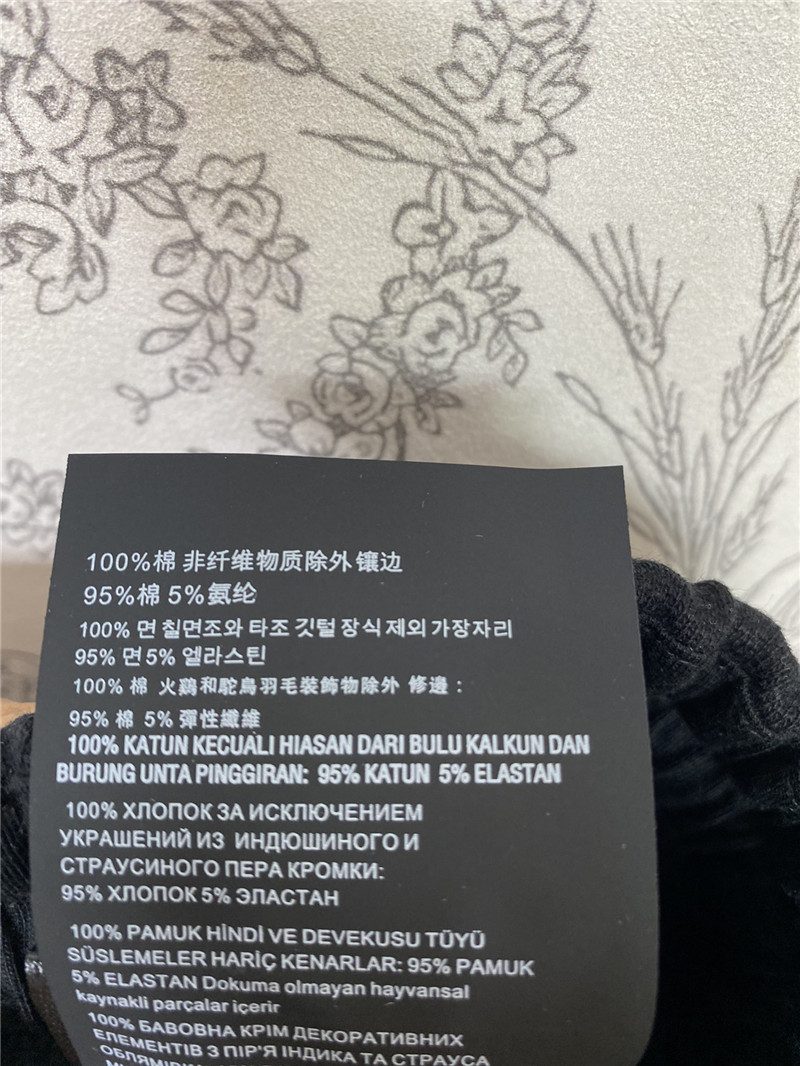 100%棉 非纤维物质除外 镶边
95%棉 5%氨纶
100% 면 칠면조와 타조 깃털 장식 제외 가장자리
95% 면 5% 엘라스틴
100% 棉 火鷄和駝鳥羽毛裝飾物除外 修邊：
95% 棉 5% 彈性纖維
100% KATUN KECUALI HIASAN DARI BULU KALKUN DAN
BURUNG UNTA PINGGIRAN: 95% KATUN 5% ELASTAN
100% ХЛОПОК ЗА ИСКЛЮЧЕНИЕМ
УКРАШЕНИЙ ИЗ ИНДЮШИНОГО И
СТРАУСИНОГО ПЕРА КРОМКИ:
95% ХЛОПОК 5% ЭЛАСТАН
100% PAMUK HİNDİ VE DEVEKUSU TÜYÜ
SÜSLEMELER HARİÇ KENARLAR: 95% PAMUK
5% ELASTAN Dokuma olmayan hayvansal
kaynakli parçalar içerir
100% БАВОВНА КРІМ ДЕКОРАТИВНИХ
ЕЛЕМЕНТІВ З ПІР'Я ІНДИКА ТА СТРАУСА